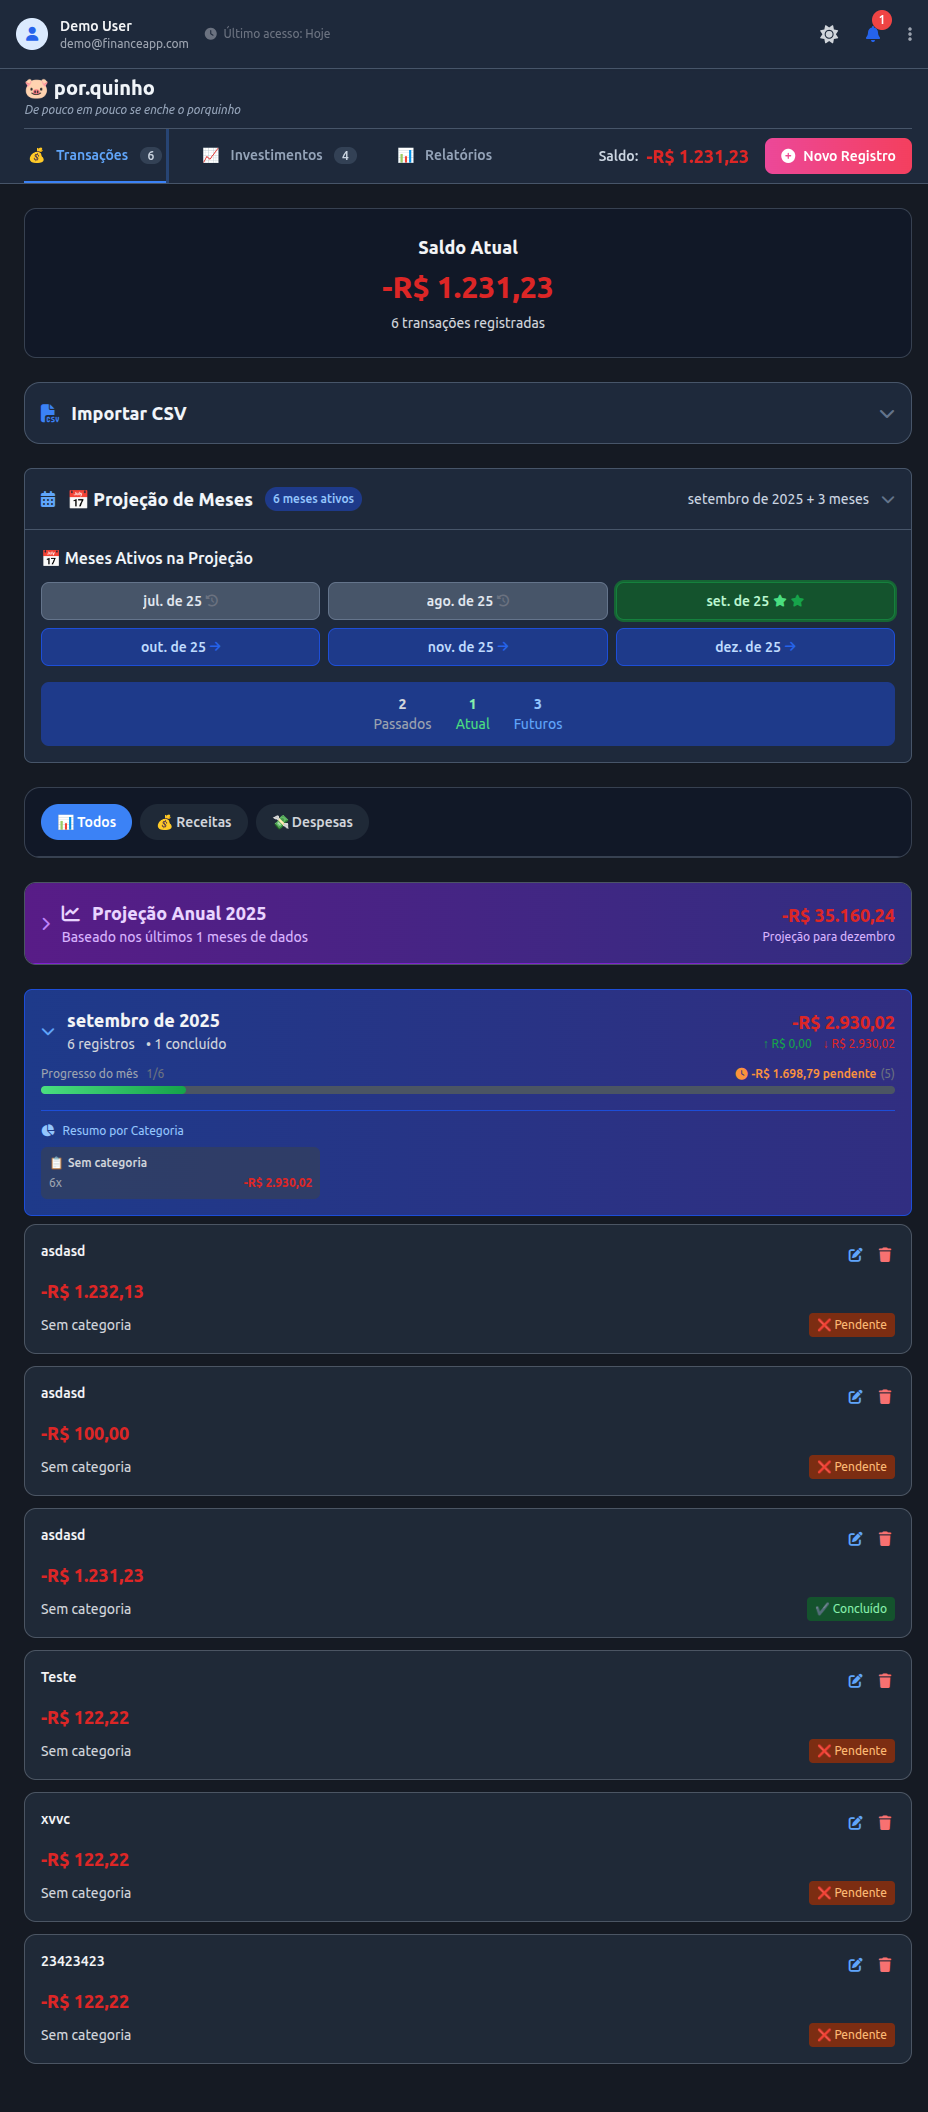 Demo User
demo@financeapp.com
Último acesso: Hoje
1
por.quinho
De pouco em pouco se enche o porquinho
Transações 6
Investimentos 4
Relatórios
Saldo: -R$ 1.231,23
Novo Registro
Saldo Atual
-R$ 1.231,23
6 transações registradas
CSV Importar CSV
Projeção de Meses 6 meses ativos
setembro de 2025 + 3 meses
Meses Ativos na Projeção
jul. de 25
ago. de 25
set. de 25
out. de 25
nov. de 25
dez. de 25
2 1 3
Passados Atual Futuros
Todos
Receitas
Despesas
Projeção Anual 2025
-R$ 35.160,24
Baseado nos últimos 1 meses de dados
Projeção para dezembro
setembro de 2025
-R$ 2.930,02
6 registros • 1 concluído
↑ R$ 0,00 ↓ R$ 2.930,02
Progresso do mês 1/6
-R$ 1.698,79 pendente (5)
Resumo por Categoria
Sem categoria
6x -R$ 2.930,02
asdasd
-R$ 1.232,13
Sem categoria
Pendente
asdasd
-R$ 100,00
Sem categoria
Pendente
asdasd
-R$ 1.231,23
Sem categoria
Concluído
Teste
-R$ 122,22
Sem categoria
Pendente
xvvc
-R$ 122,22
Sem categoria
Pendente
23423423
-R$ 122,22
Sem categoria
Pendente